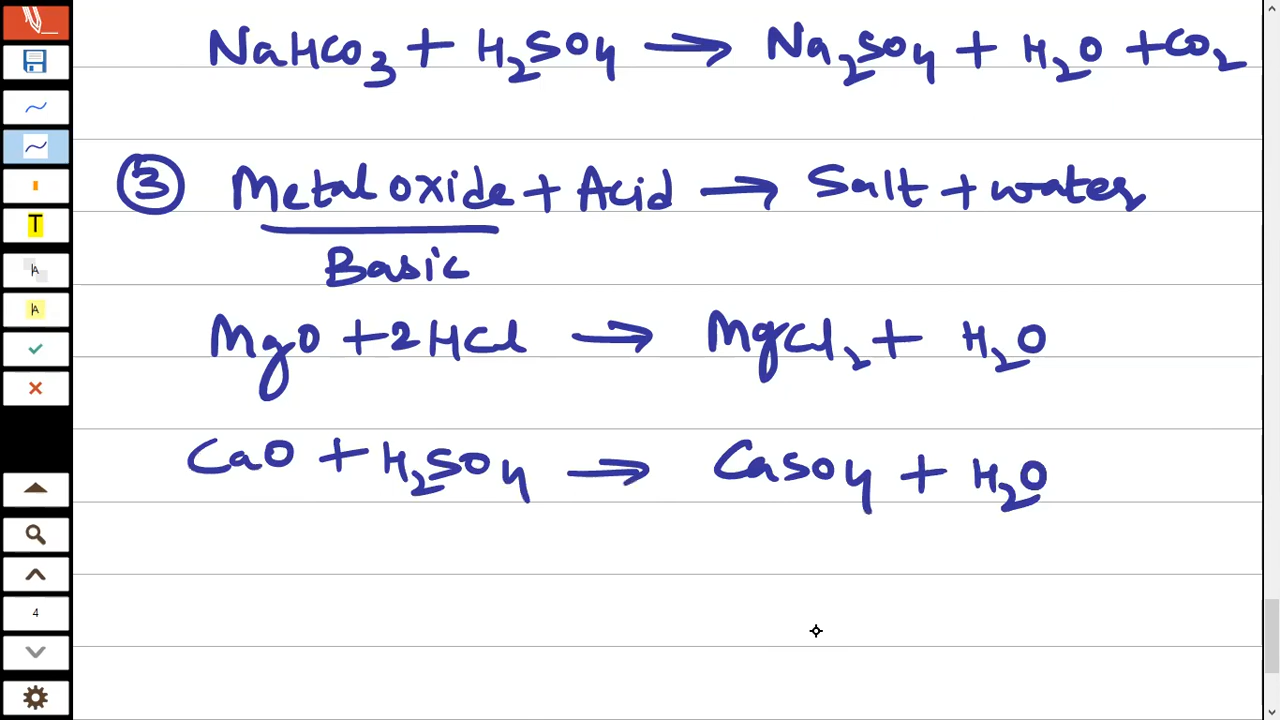 NaHCO3 + H2SO4 → Na2SO4 + H2O + CO2
③ Metal oxide + Acid → Salt + water
Basic
MgO + 2HCl → MgCl2 + H2O
CaO + H2SO4 → CaSO4 + H2O
T
A
A
4